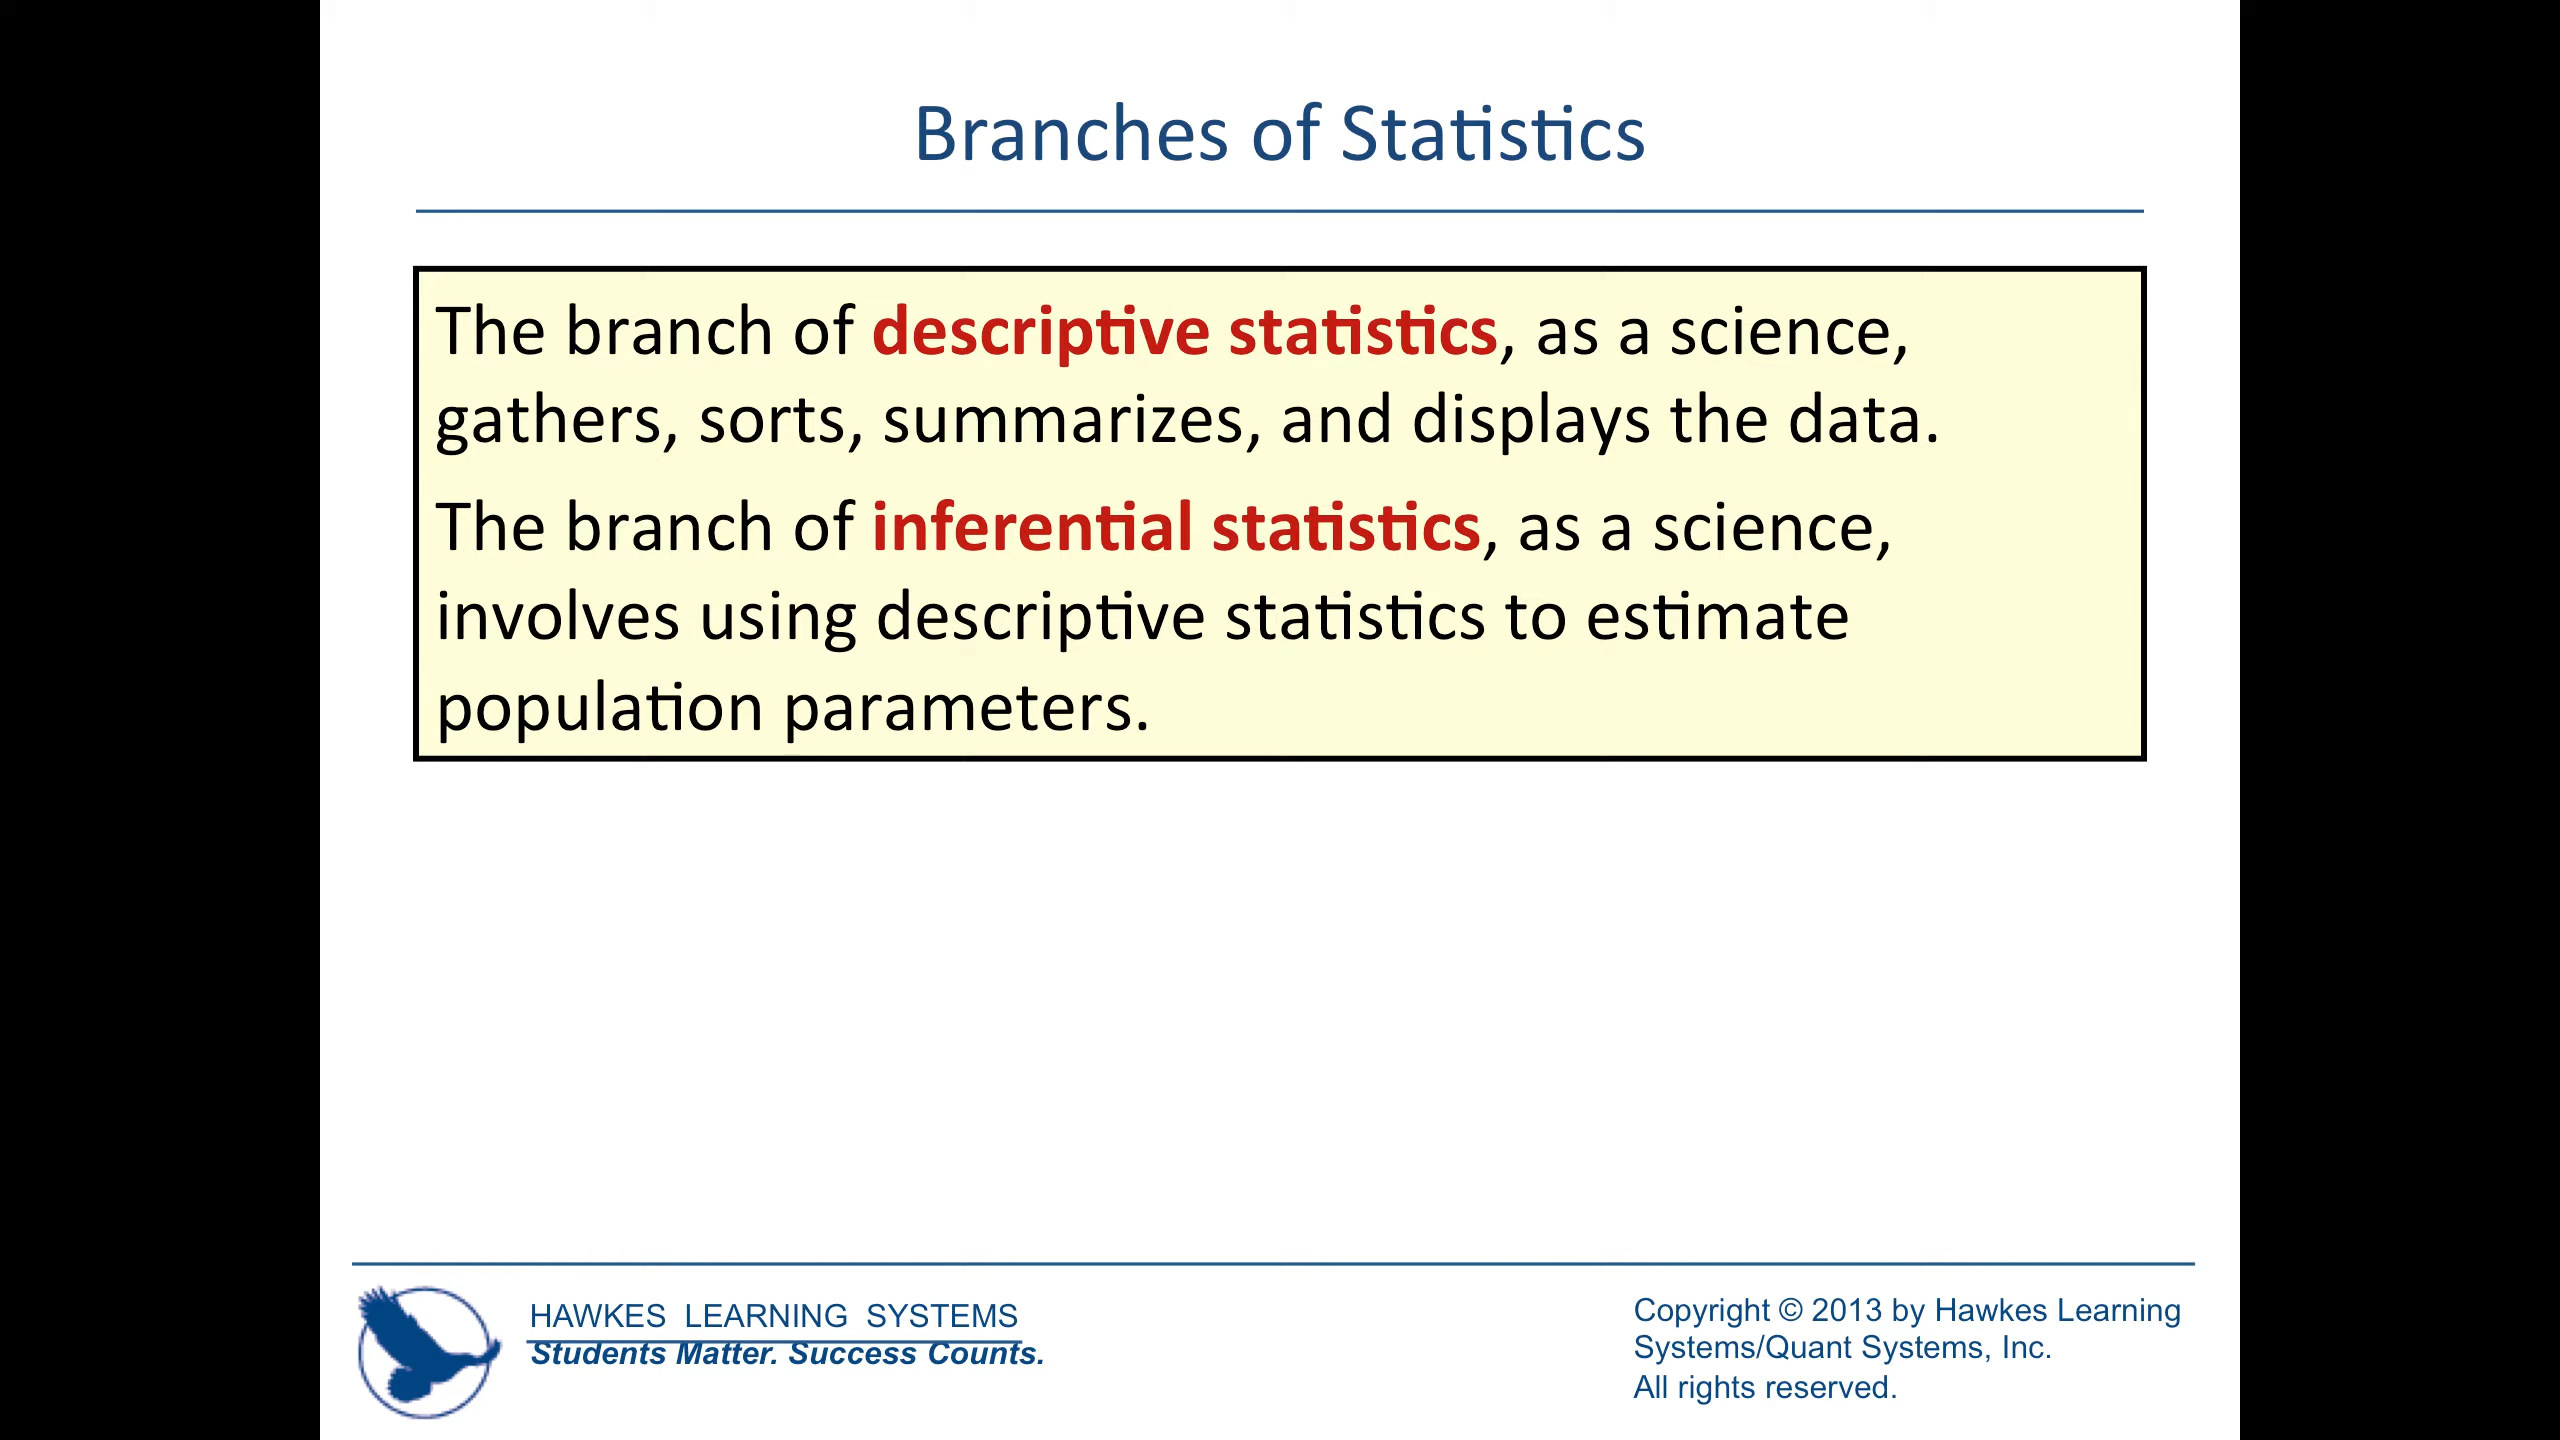 Branches of Statistics
The branch of descriptive statistics, as a science,
gathers, sorts, summarizes, and displays the data.
The branch of inferential statistics, as a science,
involves using descriptive statistics to estimate
population parameters.
HAWKES LEARNING SYSTEMS
Students Matter. Success Counts.
Copyright © 2013 by Hawkes Learning
Systems/Quant Systems, Inc.
All rights reserved.